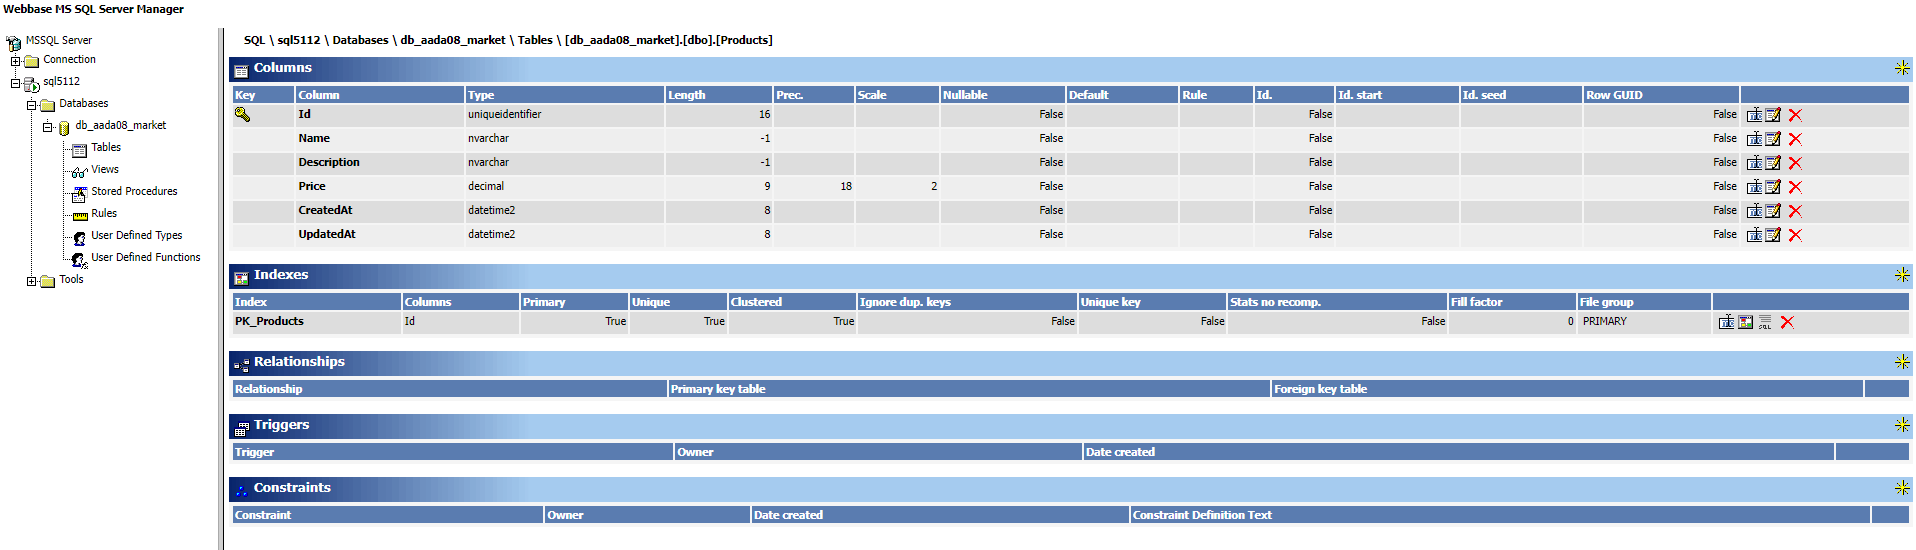 Webbase MS SQL Server Manager
MSSQL Server
Connection
sql5112
Databases
db_aada08_market
Tables
Views
Stored Procedures
Rules
User Defined Types
User Defined Functions
Tools
SQL \ sql5112 \ Databases \ db_aada08_market \ Tables \ [db_aada08_market].[dbo].[Products]
Columns
Key Column Type Length Prec. Scale Nullable Default Rule Id. Id. start Id. seed Row GUID
Id uniqueidentifier 16 False False False
Name nvarchar -1 False False False
Description nvarchar -1 False False False
Price decimal 9 18 2 False False False
CreatedAt datetime2 8 False False False
UpdatedAt datetime2 8 False False False
Indexes
Index Columns Primary Unique Clustered Ignore dup. keys Unique key Stats no recomp. Fill factor File group
PK_Products Id True True True False False False 0 PRIMARY
Relationships
Relationship Primary key table Foreign key table
Triggers
Trigger Owner Date created
Constraints
Constraint Owner Date created Constraint Definition Text